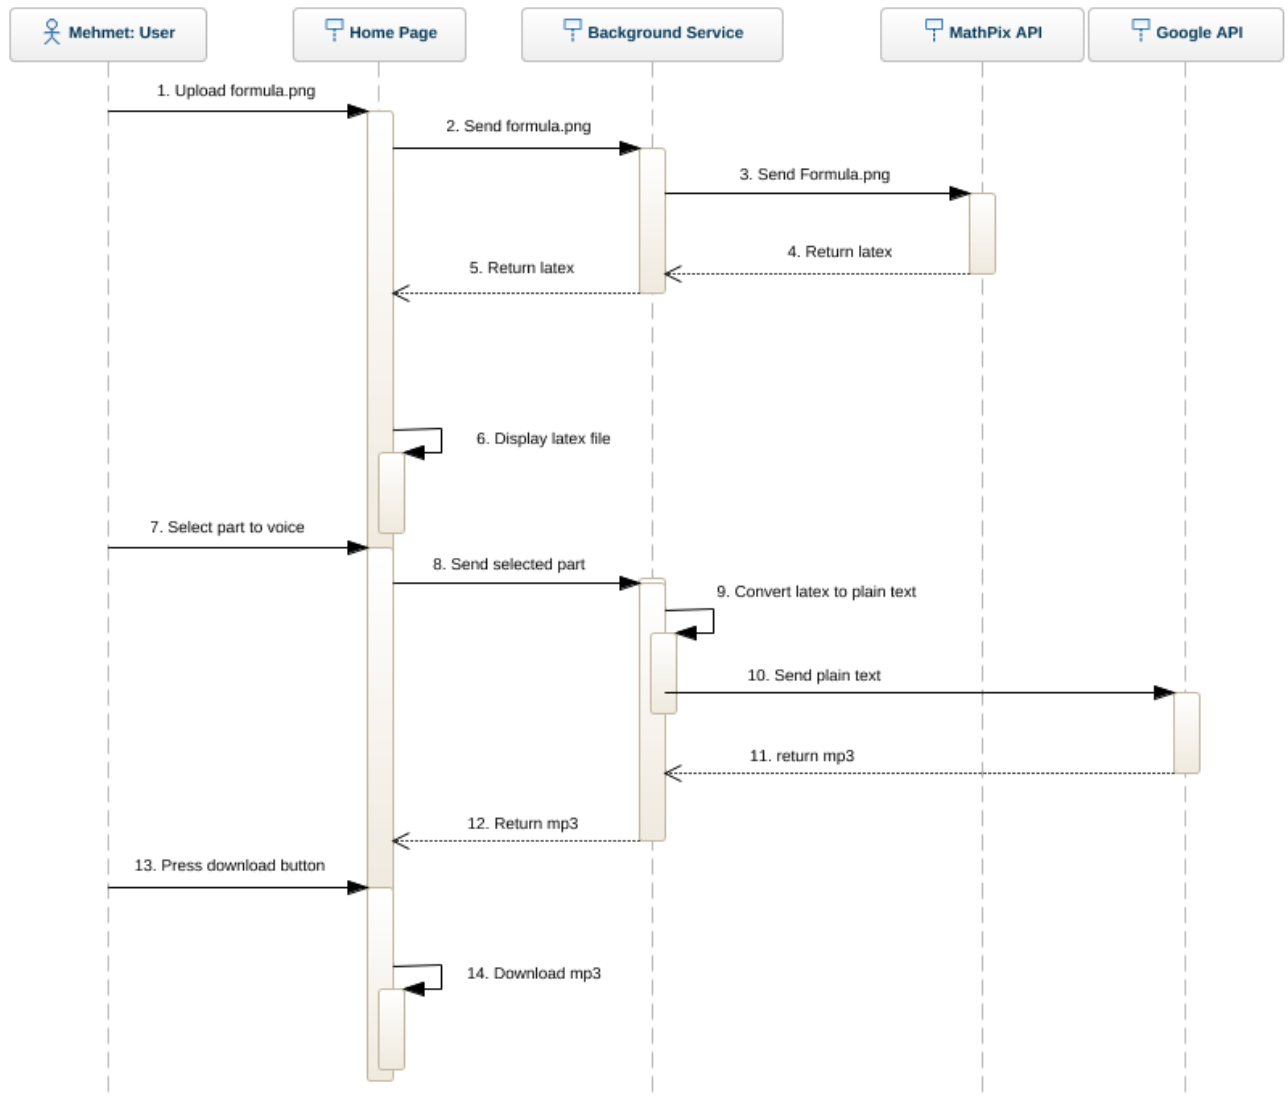 Mehmet: User
Home Page
Background Service
MathPix API
Google API
1. Upload formula.png
2. Send formula.png
3. Send Formula.png
4. Return latex
5. Return latex
6. Display latex file
7. Select part to voice
8. Send selected part
9. Convert latex to plain text
10. Send plain text
11. return mp3
12. Return mp3
13. Press download button
14. Download mp3